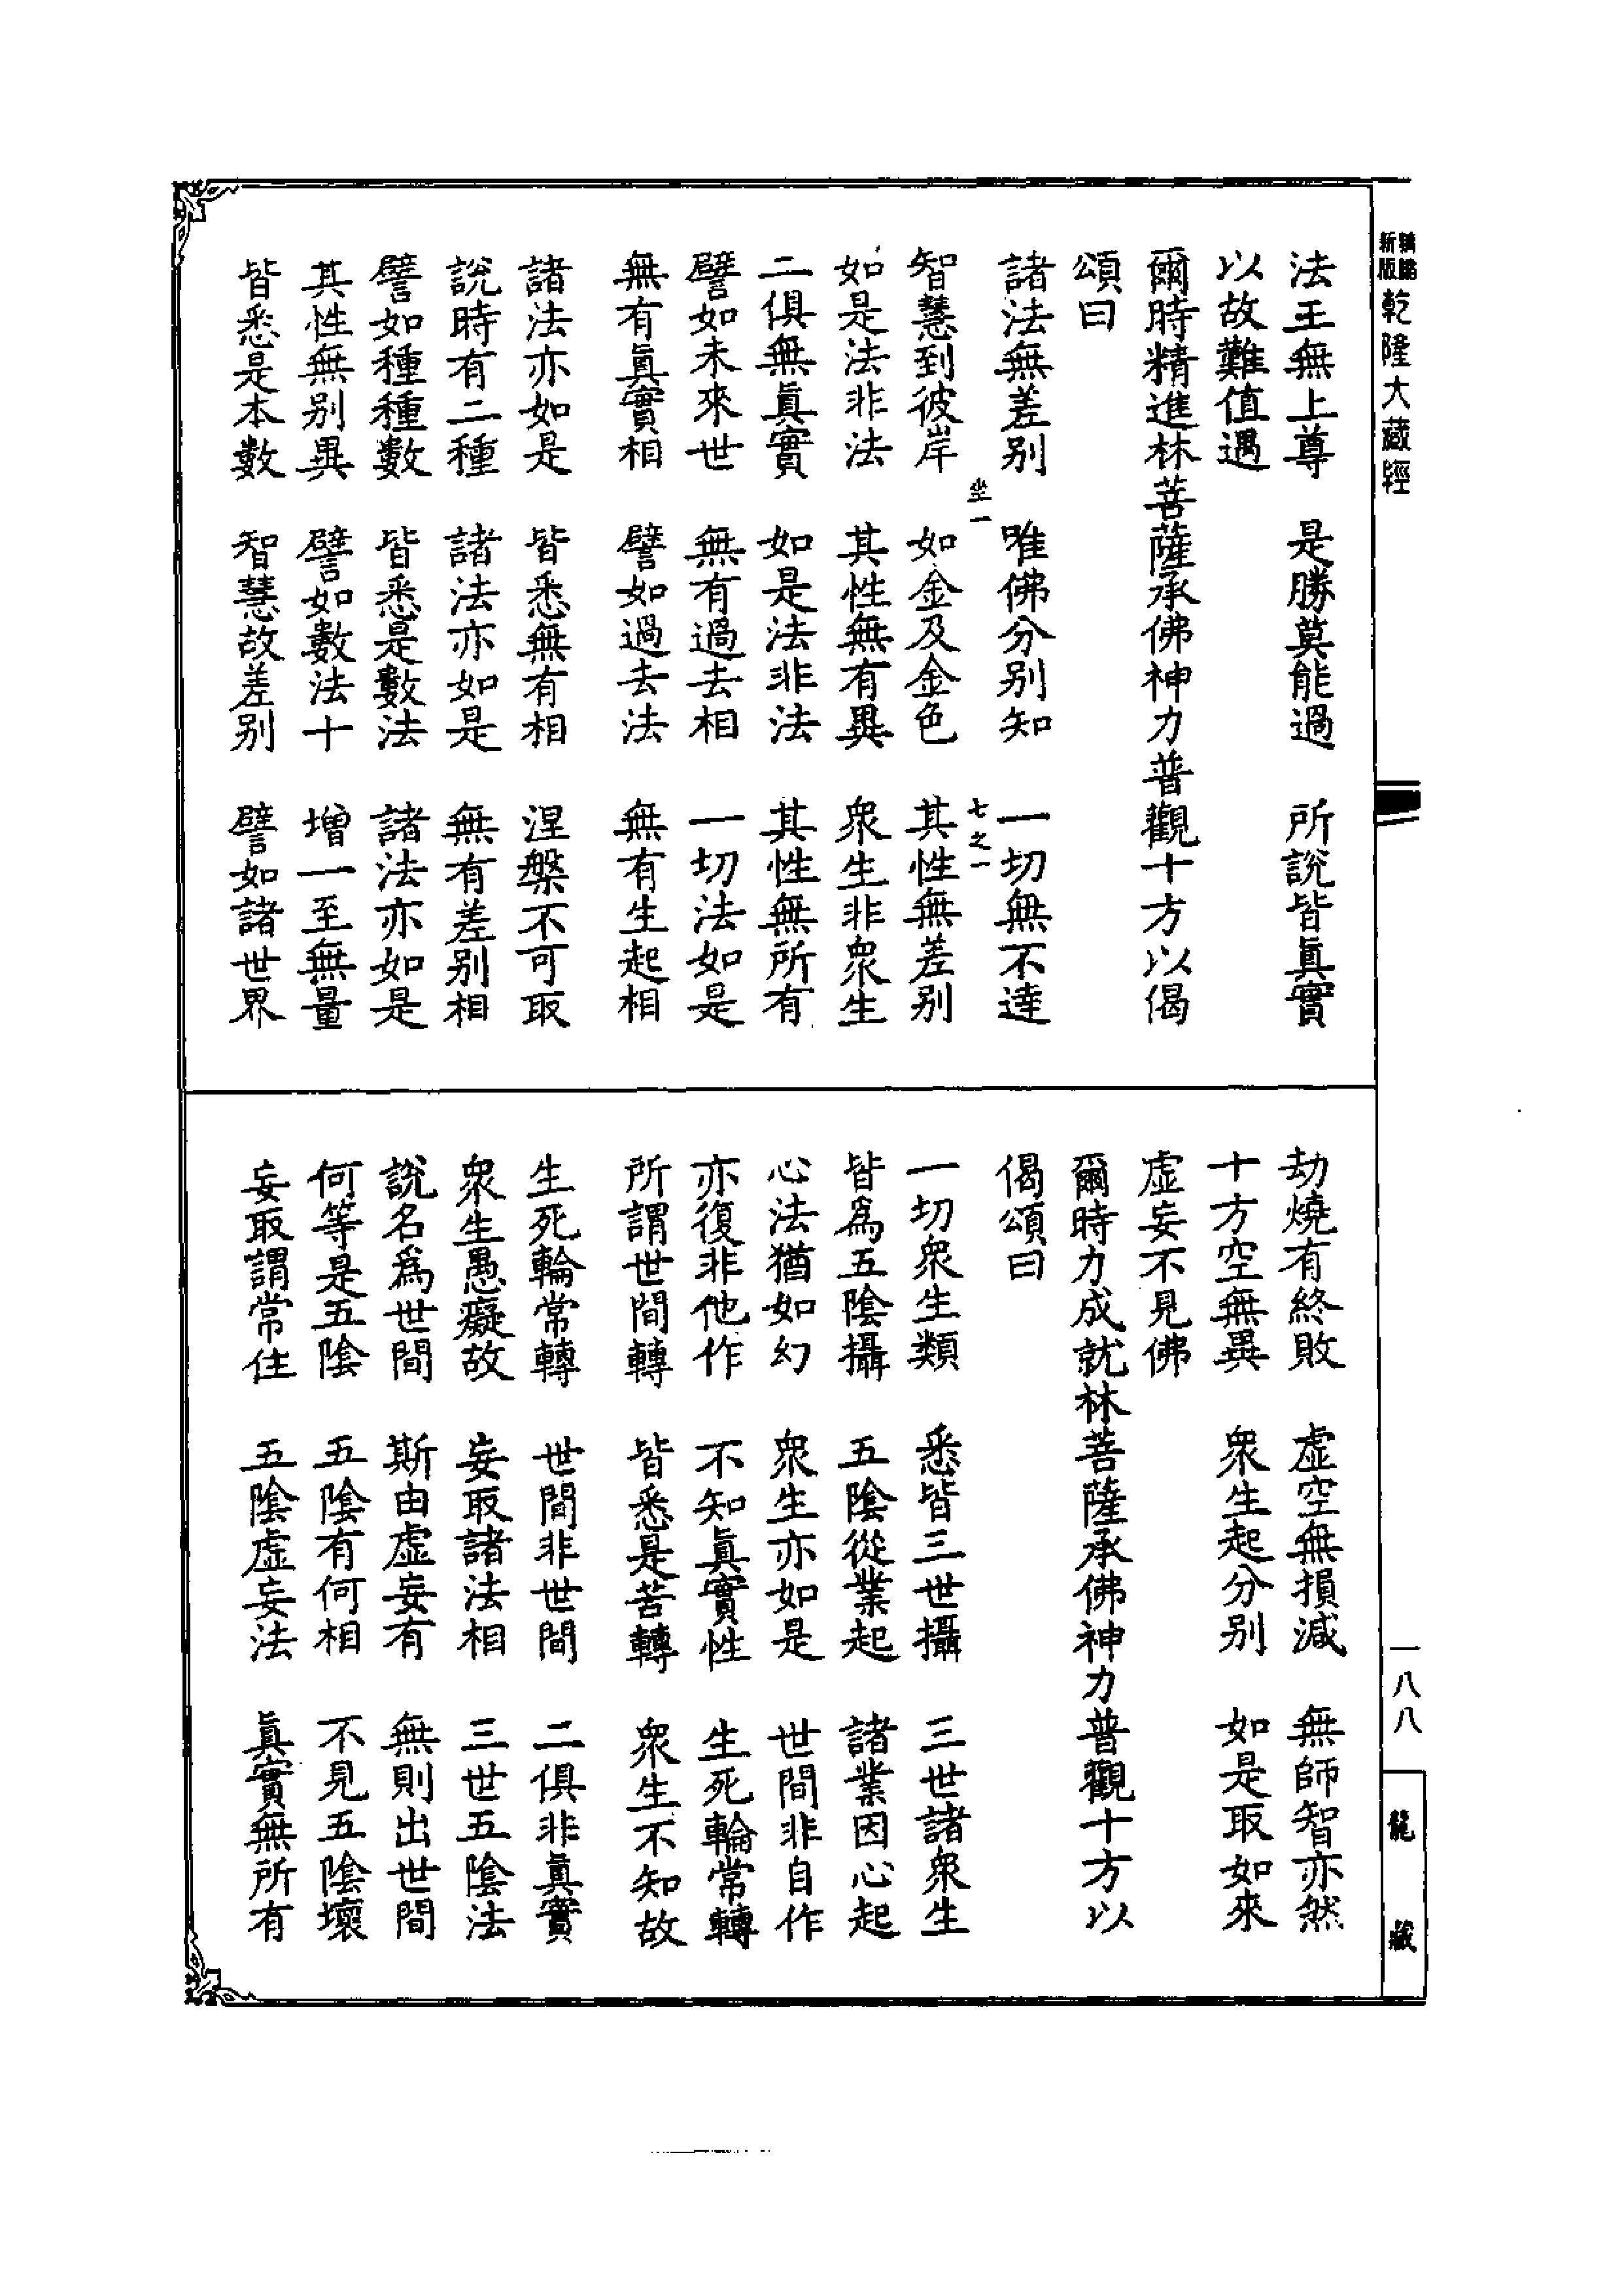 新版
乾隆大藏經
法王無上尊　是勝莫能過　所說皆眞實
以故難值遇
爾時精進林菩薩承佛神力普觀十方以偈
頌曰
諸法無差别　唯佛分别知　一切無不達
坐一　七之一
智慧到彼岸　如金及金色　其性無差别
如是法非法　其性無有異　衆生非衆生
二俱無眞實　如是法非法　其性無所有
譬如未來世　無有過去相　一切法如是
無有眞實相　譬如過去法　無有生起相
諸法亦如是　皆悉無有相　涅槃不可取
說時有二種　諸法亦如是　無有差别相
譬如種種數　皆悉是數法　諸法亦如是
其性無别異　譬如數法十　增一至無量
皆悉是本數　智慧故差别　譬如諸世界
劫燒有終敗　虛空無損減　無師智亦然
十方空無異　衆生起分别　如是取如來
虛妄不見佛
爾時力成就林菩薩承佛神力普觀十方以
偈頌曰
一切衆生類　悉皆三世攝　三世諸衆生
皆爲五陰攝　五陰從業起　諸業因心起
心法猶如幻　衆生亦如是　世間非自作
亦復非他作　不知眞實性　生死輪常轉
所謂世間轉　皆悉是苦轉　衆生不知故
生死輪常轉　世間非世間　二俱非眞實
衆生愚癡故　妄取諸法相　三世五陰法
說名爲世間　斯由虛妄有　無則出世間
何等是五陰　五陰有何相　不見五陰壞
妄取謂常住　五陰虛妄法　眞實無所有
一八八
龍藏